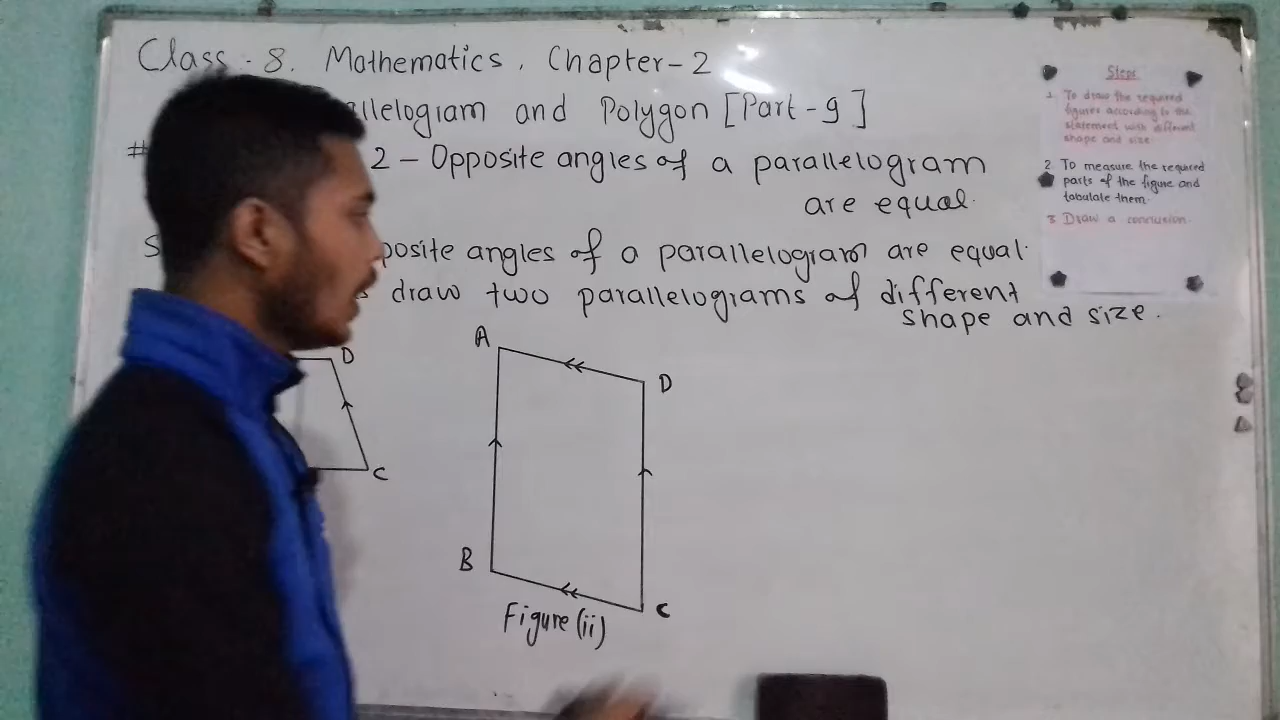 Class - 8. Mathematics, Chapter-2
allelogram and Polygon [Part-9]
# 2 - Opposite angles of a parallelogram
are equal.
S posite angles of a parallelogram are equal.
s draw two parallelograms of different
shape and size.
D
C
A
D
B
C
Figure (ii)
Steps
1. To draw the required
figures according to the
statement with different
shape and size.
2. To measure the required
parts of the figure and
tabulate them.
3. Draw a conclusion.